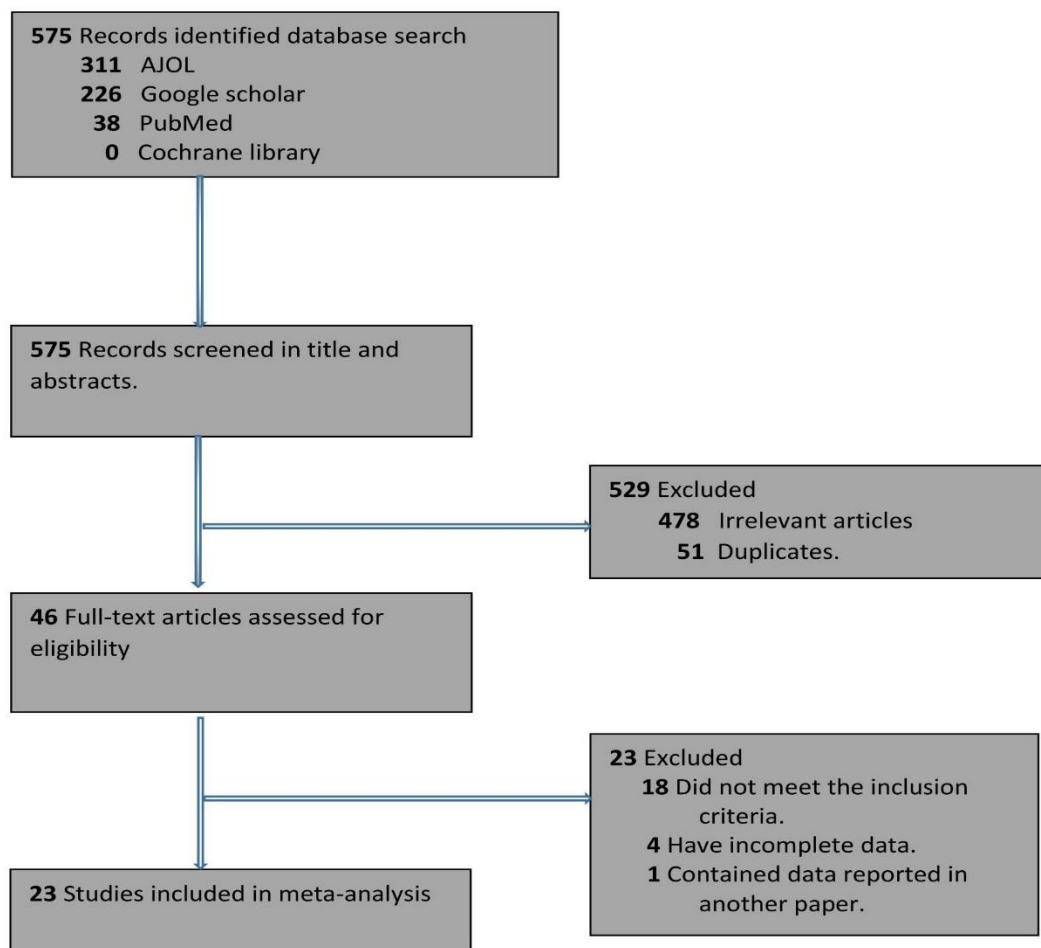 575 Records identified database search
311 AJOL
226 Google scholar
38 PubMed
0 Cochrane library
575 Records screened in title and
abstracts.
529 Excluded
478 Irrelevant articles
51 Duplicates.
46 Full-text articles assessed for
eligibility
23 Excluded
18 Did not meet the inclusion
criteria.
4 Have incomplete data.
1 Contained data reported in
another paper.
23 Studies included in meta-analysis